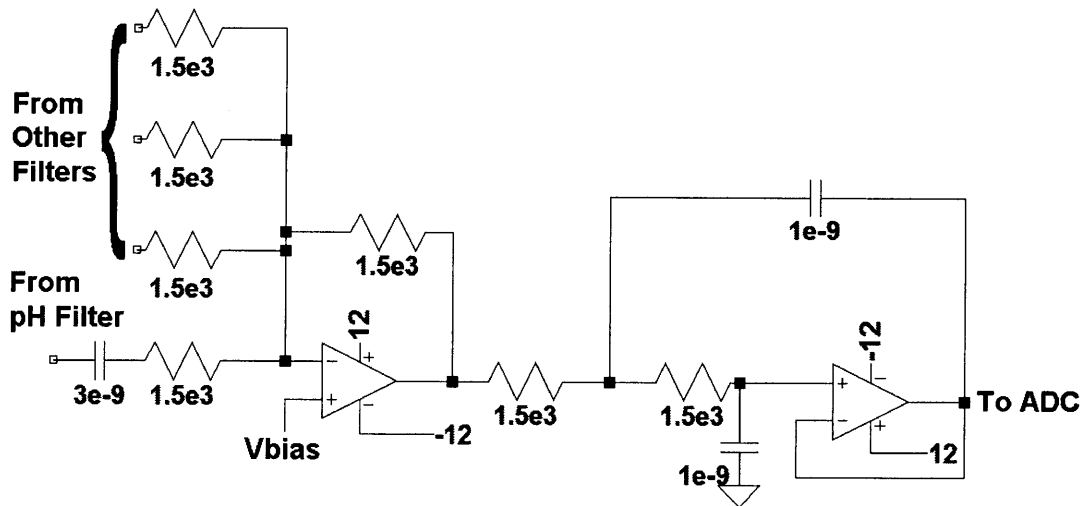 1.5e3
From
Other
Filters
1.5e3
1.5e3
From
pH Filter
3e-9
1.5e3
1.5e3
12
+
−
+
−
-12
Vbias
1.5e3
1e-9
1.5e3
1e-9
-12
−
+
−
+
12
To ADC